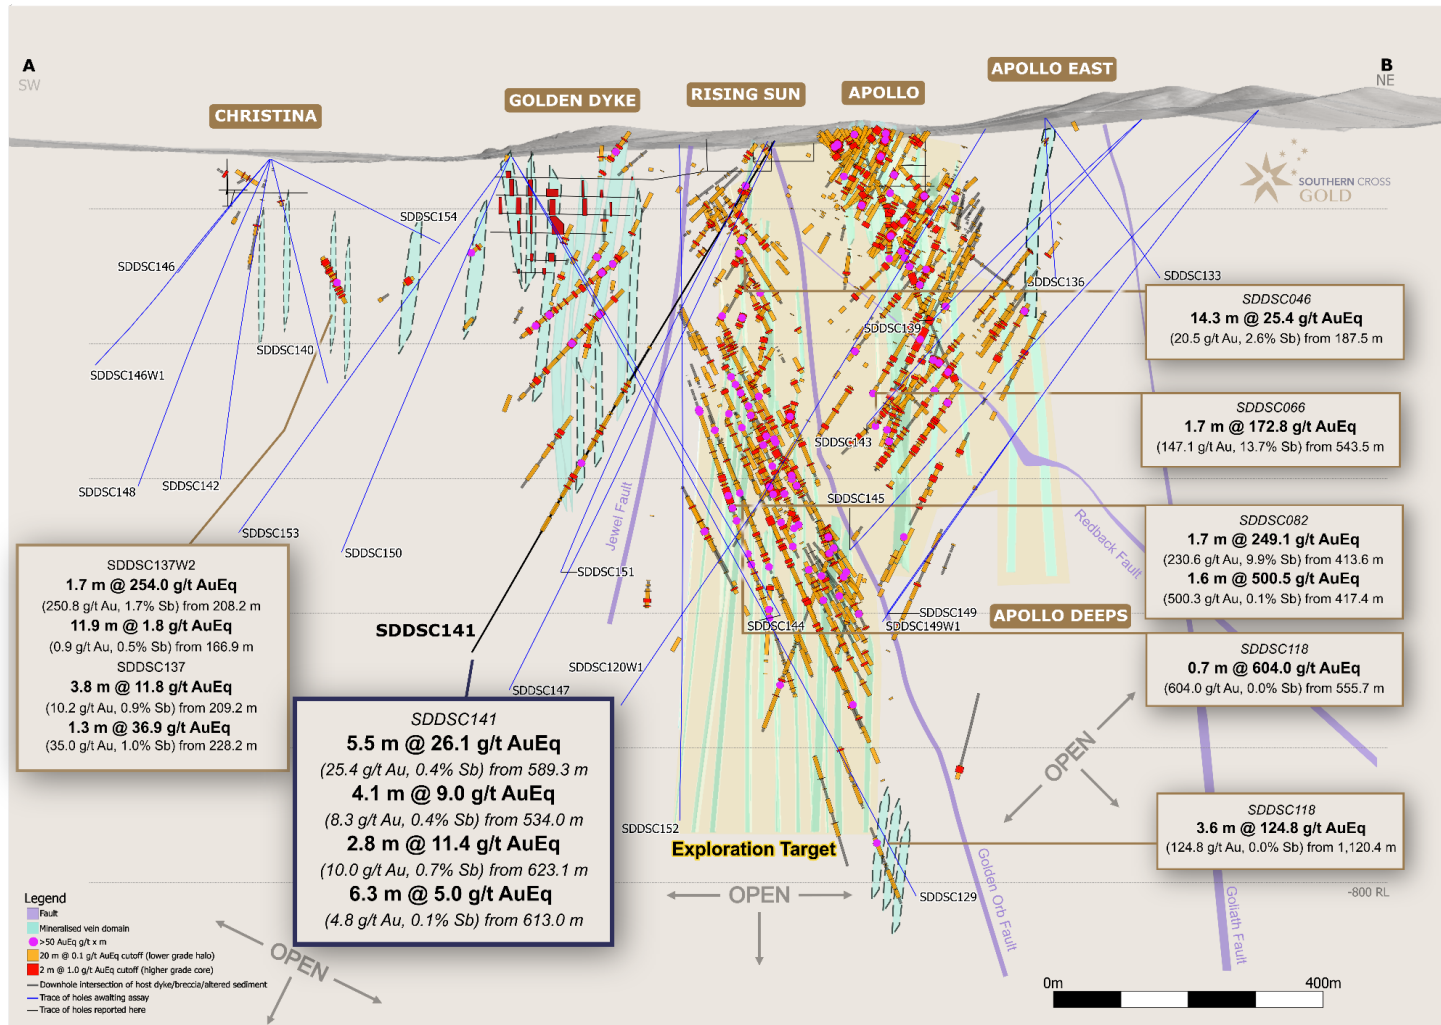 A
SW
B
NE
CHRISTINA
GOLDEN DYKE
RISING SUN
APOLLO
APOLLO EAST
SOUTHERN CROSS
GOLD
SDDSC154
SDDSC146
SDDSC136
SDDSC133
SDDSC139
SDDSC140
SDDSC146W1
SDDSC143
SDDSC148
SDDSC142
SDDSC145
SDDSC153
SDDSC150
SDDSC151
Jewel Fault
Redback Fault
SDDSC046
14.3 m @ 25.4 g/t AuEq
(20.5 g/t Au, 2.6% Sb) from 187.5 m
SDDSC066
1.7 m @ 172.8 g/t AuEq
(147.1 g/t Au, 13.7% Sb) from 543.5 m
SDDSC082
1.7 m @ 249.1 g/t AuEq
(230.6 g/t Au, 9.9% Sb) from 413.6 m
1.6 m @ 500.5 g/t AuEq
(500.3 g/t Au, 0.1% Sb) from 417.4 m
SDDSC137W2
1.7 m @ 254.0 g/t AuEq
(250.8 g/t Au, 1.7% Sb) from 208.2 m
11.9 m @ 1.8 g/t AuEq
(0.9 g/t Au, 0.5% Sb) from 166.9 m
SDDSC137
3.8 m @ 11.8 g/t AuEq
(10.2 g/t Au, 0.9% Sb) from 209.2 m
1.3 m @ 36.9 g/t AuEq
(35.0 g/t Au, 1.0% Sb) from 228.2 m
SDDSC141
SDDSC144
SDDSC149
SDDSC149W1
APOLLO DEEPS
SDDSC120W1
SDDSC147
SDDSC118
0.7 m @ 604.0 g/t AuEq
(604.0 g/t Au, 0.0% Sb) from 555.7 m
SDDSC141
5.5 m @ 26.1 g/t AuEq
(25.4 g/t Au, 0.4% Sb) from 589.3 m
4.1 m @ 9.0 g/t AuEq
(8.3 g/t Au, 0.4% Sb) from 534.0 m
2.8 m @ 11.4 g/t AuEq
(10.0 g/t Au, 0.7% Sb) from 623.1 m
6.3 m @ 5.0 g/t AuEq
(4.8 g/t Au, 0.1% Sb) from 613.0 m
OPEN
SDDSC118
3.6 m @ 124.8 g/t AuEq
(124.8 g/t Au, 0.0% Sb) from 1,120.4 m
SDDSC152
Exploration Target
OPEN
SDDSC129
Golden Orb Fault
Goliath Fault
-800 RL
OPEN
Legend
Fault
Mineralised vein domain
>50 AuEq g/t x m
20 m @ 0.1 g/t AuEq cutoff (lower grade halo)
2 m @ 1.0 g/t AuEq cutoff (higher grade core)
Downhole intersection of host dyke/breccia/altered sediment
Trace of holes awaiting assay
Trace of holes reported here
0m
400m